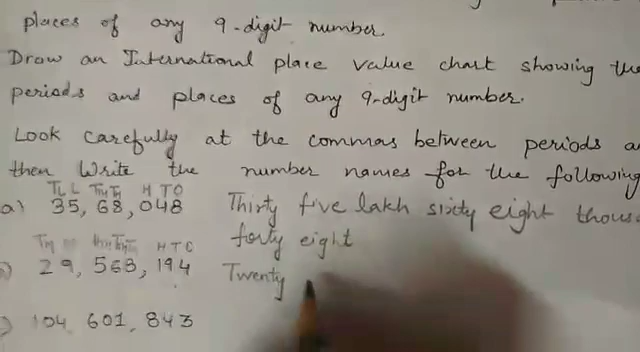 places of any 9-digit number.
Draw an International place value chart showing the
periods and places of any 9-digit number.
Look carefully at the commas between periods a
then Write the number names for the following
TL L TTh Th H T O
a) 35, 68, 048 Thirty five lakh sixty eight thous
forty eight
H T O
29, 568, 194 Twenty
104, 601, 843